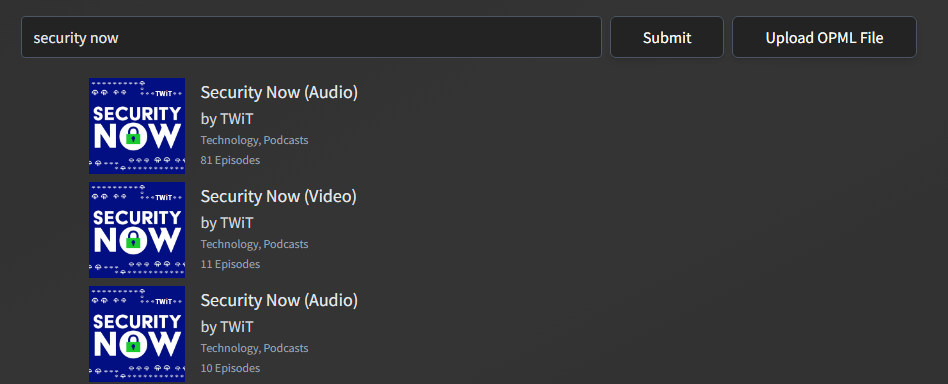 security now
Submit
Upload OPML File
TWiT
SECURITY
NOW
Security Now (Audio)
by TWiT
Technology, Podcasts
81 Episodes
TWiT
SECURITY
NOW
Security Now (Video)
by TWiT
Technology, Podcasts
11 Episodes
TWiT
SECURITY
NOW
Security Now (Audio)
by TWiT
Technology, Podcasts
10 Episodes